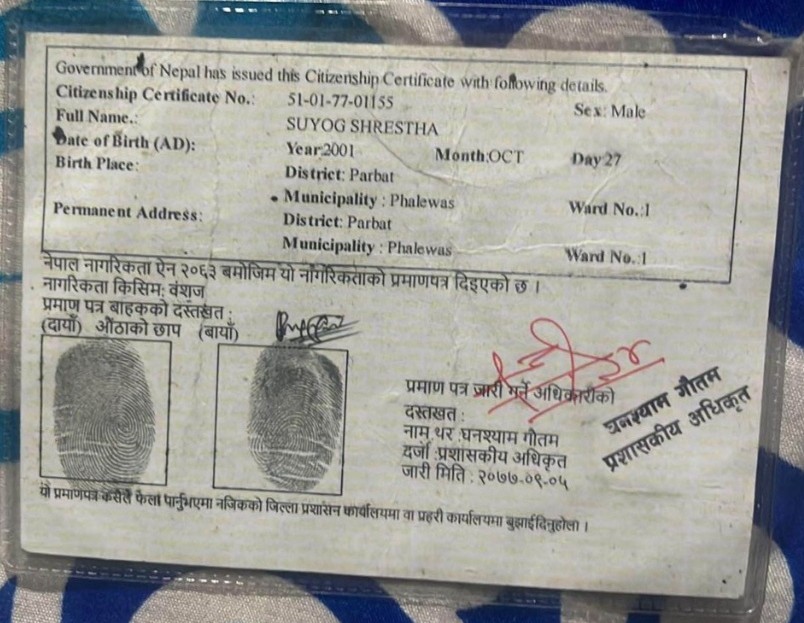 Government of Nepal has issued this Citizenship Certificate with following details.
Citizenship Certificate No.: 51-01-77-01155 Sex: Male
Full Name.: SUYOG SHRESTHA
Date of Birth (AD): Year:2001 Month:OCT Day 27
Birth Place: District: Parbat
Municipality : Phalewas Ward No.:1
Permanent Address: District: Parbat
Municipality : Phalewas Ward No.:1
नेपाल नागरिकता ऐन २०६३ बमोजिम यो नागरिकताको प्रमाणपत्र दिइएको छ ।
नागरिकता किसिम: वंशज
प्रमाण पत्र बाहकको दस्तखत :
(दायाँ) औंठाको छाप (बायाँ)
प्रमाण पत्र जारी गर्ने अधिकारीको
दस्तखत :
नाम थर :घनश्याम गौतम
दर्जा :प्रशासकीय अधिकृत
जारी मिति : २०७७-०९-०५
घनश्याम गौतम
प्रशासकीय अधिकृत
यो प्रमाणपत्र कसैले फेला पार्नुभएमा नजिकको जिल्ला प्रशासन कार्यालयमा वा प्रहरी कार्यालयमा बुझाईदिनुहोला ।